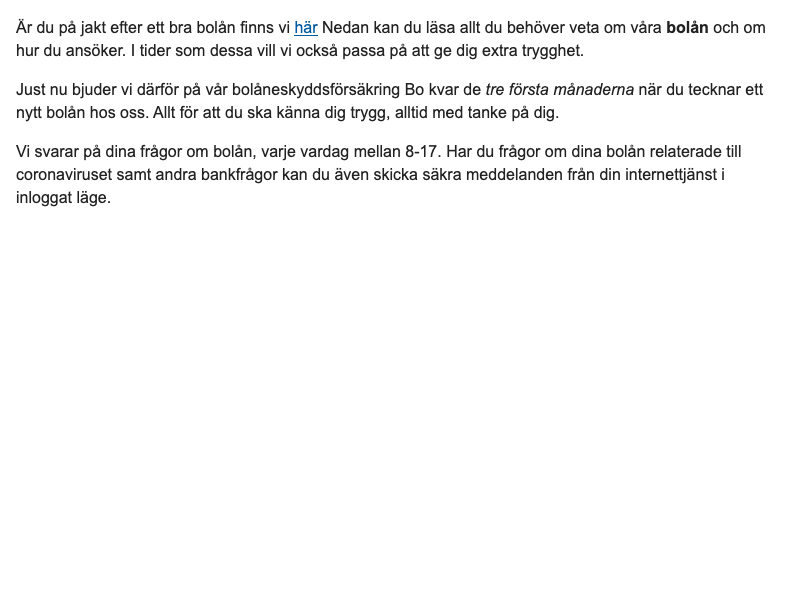 Är du på jakt efter ett bra bolån finns vi här Nedan kan du läsa allt du behöver veta om våra bolån och om
hur du ansöker. I tider som dessa vill vi också passa på att ge dig extra trygghet.
Just nu bjuder vi därför på vår bolåneskyddsförsäkring Bo kvar de tre första månaderna när du tecknar ett
nytt bolån hos oss. Allt för att du ska känna dig trygg, alltid med tanke på dig.
Vi svarar på dina frågor om bolån, varje vardag mellan 8-17. Har du frågor om dina bolån relaterade till
coronaviruset samt andra bankfrågor kan du även skicka säkra meddelanden från din internettjänst i
inloggat läge.